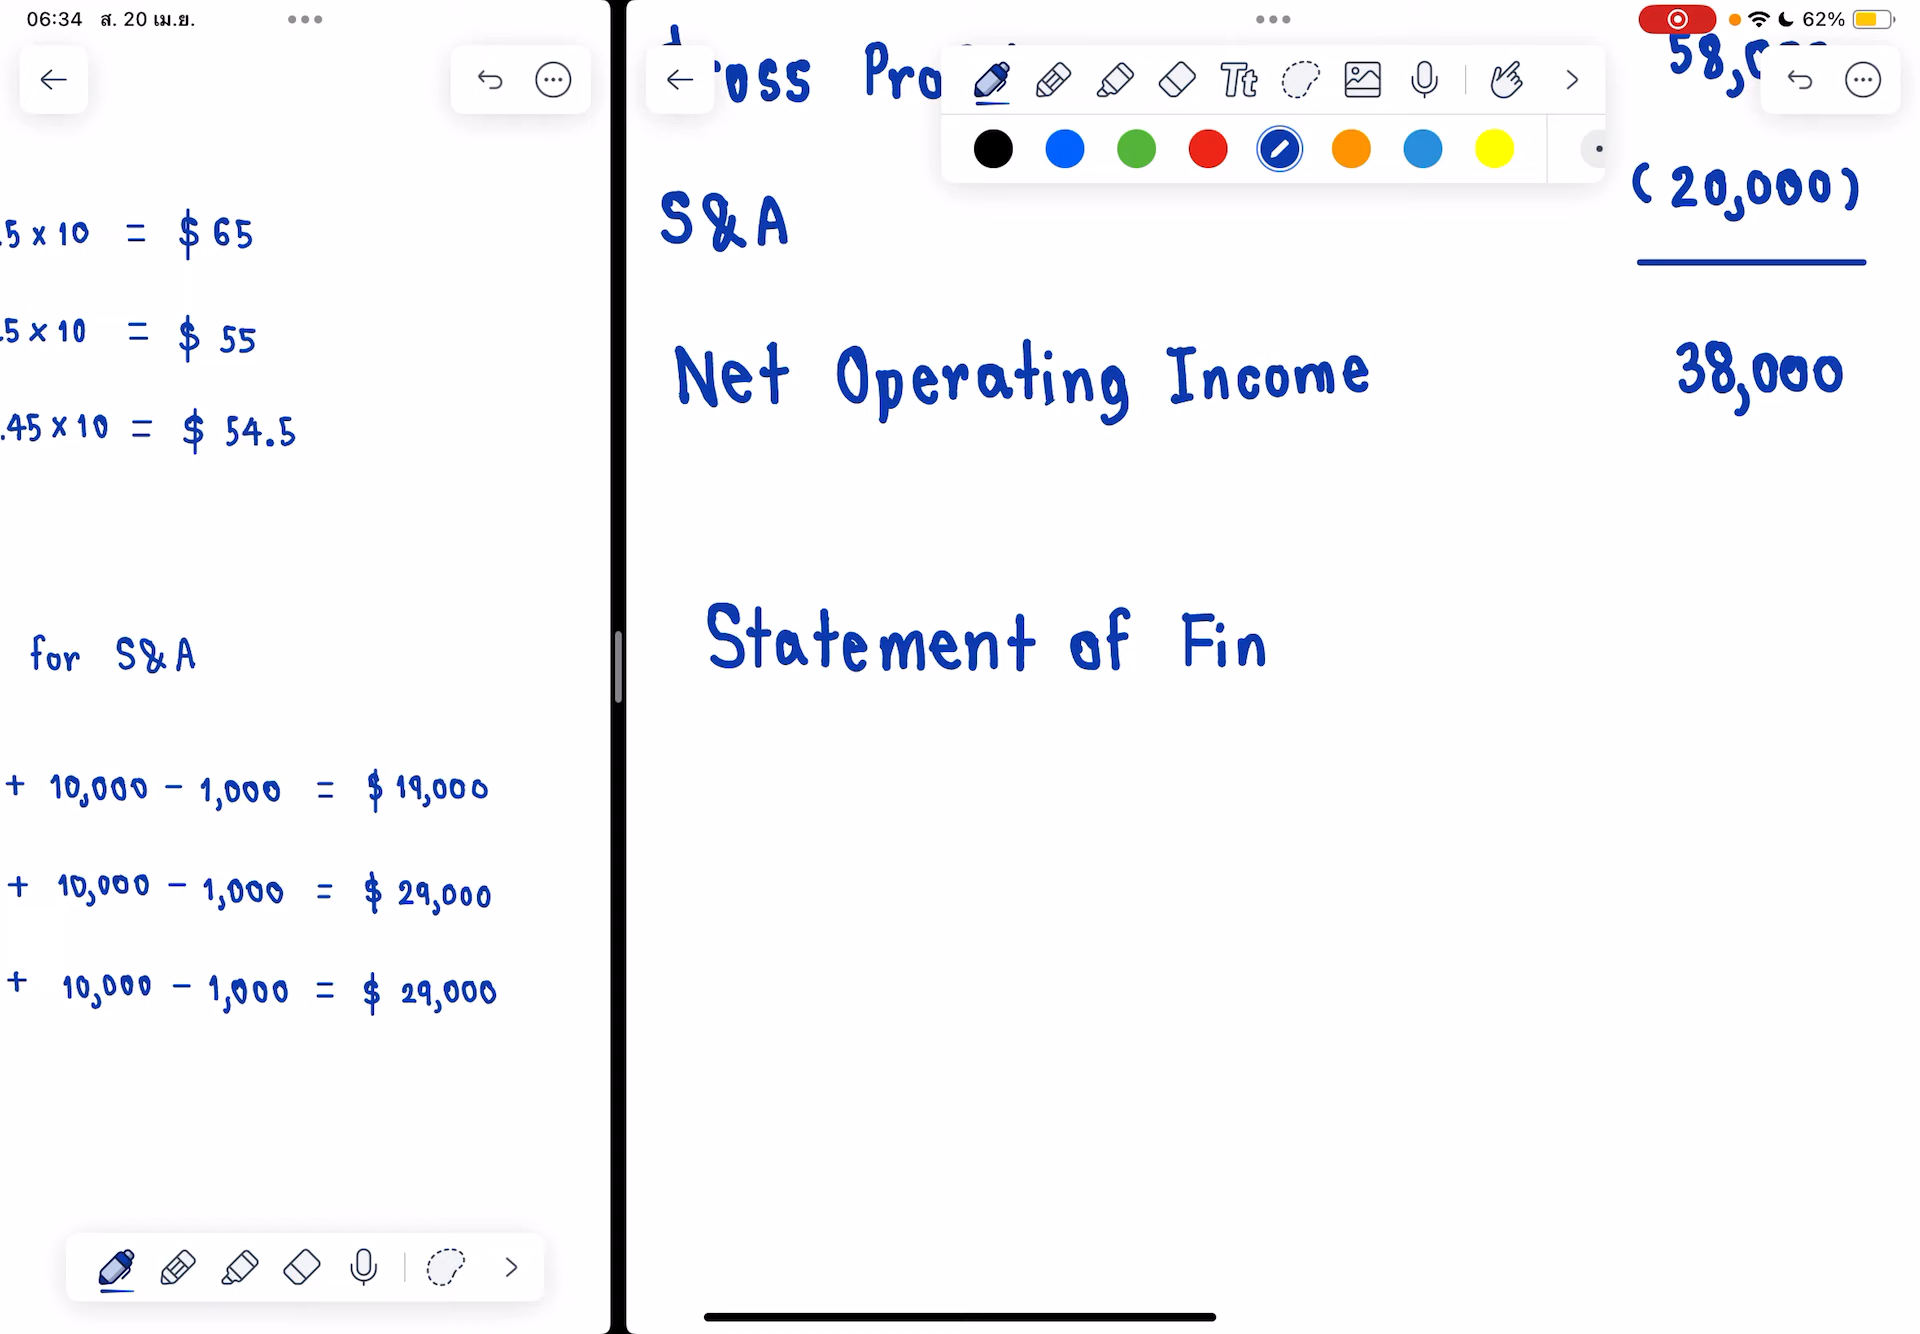 06:34 ส. 20 เม.ย.
62%
.5 x 10 = $ 65
.5 x 10 = $ 55
.45 x 10 = $ 54.5
for S&A
+ 10,000 - 1,000 = $ 19,000
+ 10,000 - 1,000 = $ 29,000
+ 10,000 - 1,000 = $ 29,000
Tt
S&A (20,000)
Net Operating Income 38,000
Statement of Fin